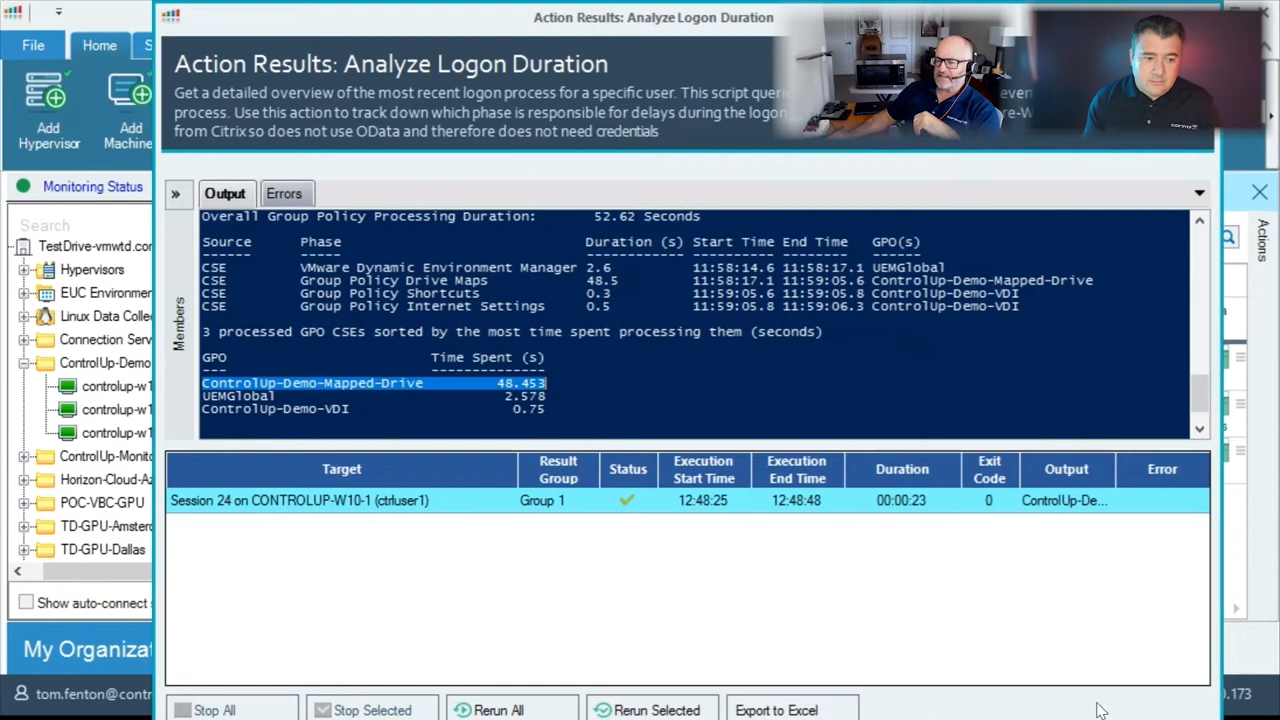 Action Results: Analyze Logon Duration
File
Home
Add Hypervisor
Add
Machine
Monitoring Status
Search
TestDrive-vmwtd.com
Hypervisors
EUC Environmen
Linux Data Collec
Connection Serv
ControlUp-Demo
controlup-w1
controlup-w1
controlup-w1
ControlUp-Monito
Horizon-Cloud-Az
POC-VBC-GPU
TD-GPU-Amsterd
TD-GPU-Dallas
Show auto-connect s
My Organizat
tom.fenton@contr
Action Results: Analyze Logon Duration
Get a detailed overview of the most recent logon process for a specific user. This script queri
process. Use this action to track down which phase is responsible for delays during the logon
from Citrix so does not use OData and therefore does not need credentials
Output
Errors
Members
Overall Group Policy Processing Duration: 52.62 Seconds
Source Phase Duration (s) Start Time End Time GPO(s)
------ ----- ------------ ---------- -------- ------
CSE VMware Dynamic Environment Manager 2.6 11:58:14.6 11:58:17.1 UEMGlobal
CSE Group Policy Drive Maps 48.5 11:58:17.1 11:59:05.6 ControlUp-Demo-Mapped-Drive
CSE Group Policy Shortcuts 0.3 11:59:05.6 11:59:05.8 ControlUp-Demo-VDI
CSE Group Policy Internet Settings 0.5 11:59:05.8 11:59:06.3 ControlUp-Demo-VDI
3 processed GPO CSEs sorted by the most time spent processing them (seconds)
GPO Time Spent (s)
--- --------------
ControlUp-Demo-Mapped-Drive 48.453
UEMGlobal 2.578
ControlUp-Demo-VDI 0.75
Target Result Group Status Execution Start Time Execution End Time Duration Exit Code Output Error
Session 24 on CONTROLUP-W10-1 (ctrluser1) Group 1 12:48:25 12:48:48 00:00:23 0 ControlUp-De...
Stop All
Stop Selected
Rerun All
Rerun Selected
Export to Excel
Actions
.173